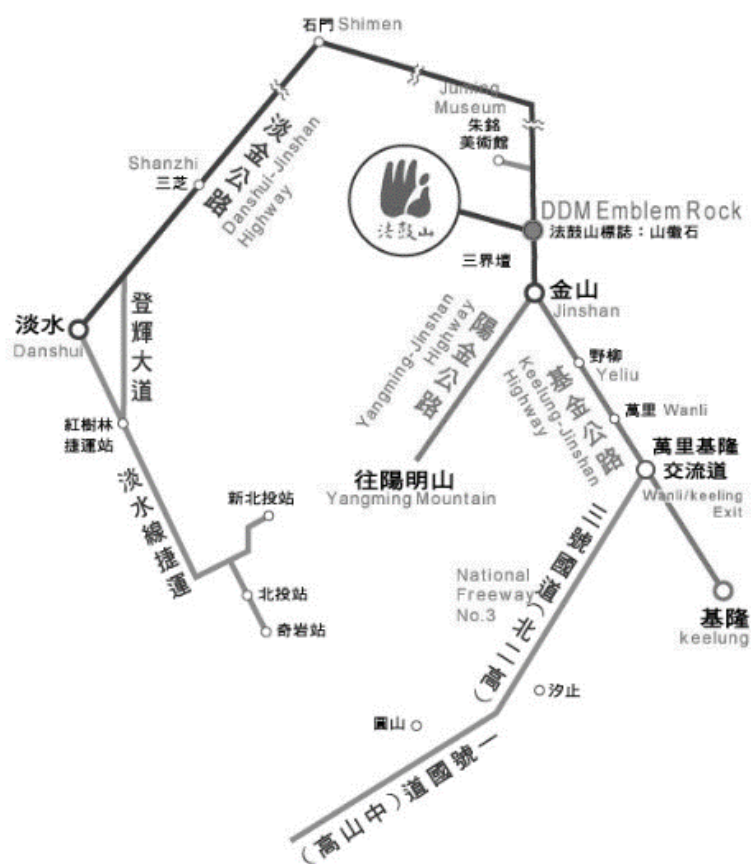 石門 Shimen
Juming
Museum
朱銘
美術館
淡金公路
Danshui-Jinshan
Highway
Shanzhi
三芝
法鼓山
DDM Emblem Rock
法鼓山標誌：山徽石
三界壇
金山
Jinshan
淡水
Danshui
登輝大道
Yangming-Jinshan
Highway
陽金公路
野柳
Yeliu
基金公路
Keelung-Jinshan
Highway
萬里 Wanli
紅樹林
捷運站
萬里基隆
交流道
Wanli/keeling
Exit
往陽明山
Yangming Mountain
淡水線捷運
新北投站
北投站
奇岩站
National
Freeway
No.3
三號國道(北二高)
基隆
keelung
汐止
圓山
一號國道(中山高)